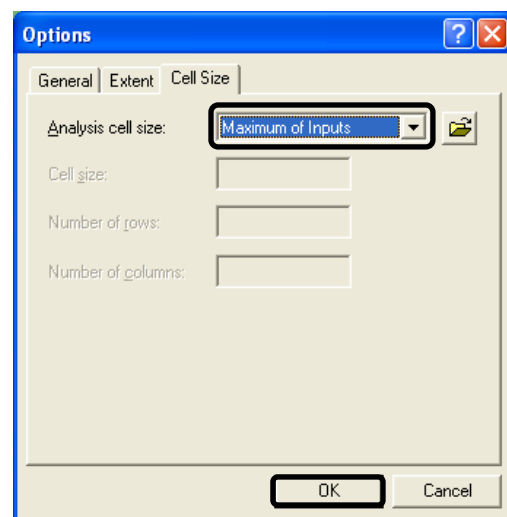 Options
General Extent Cell Size
Analysis cell size: Maximum of Inputs
Cell size:
Number of rows:
Number of columns:
OK Cancel